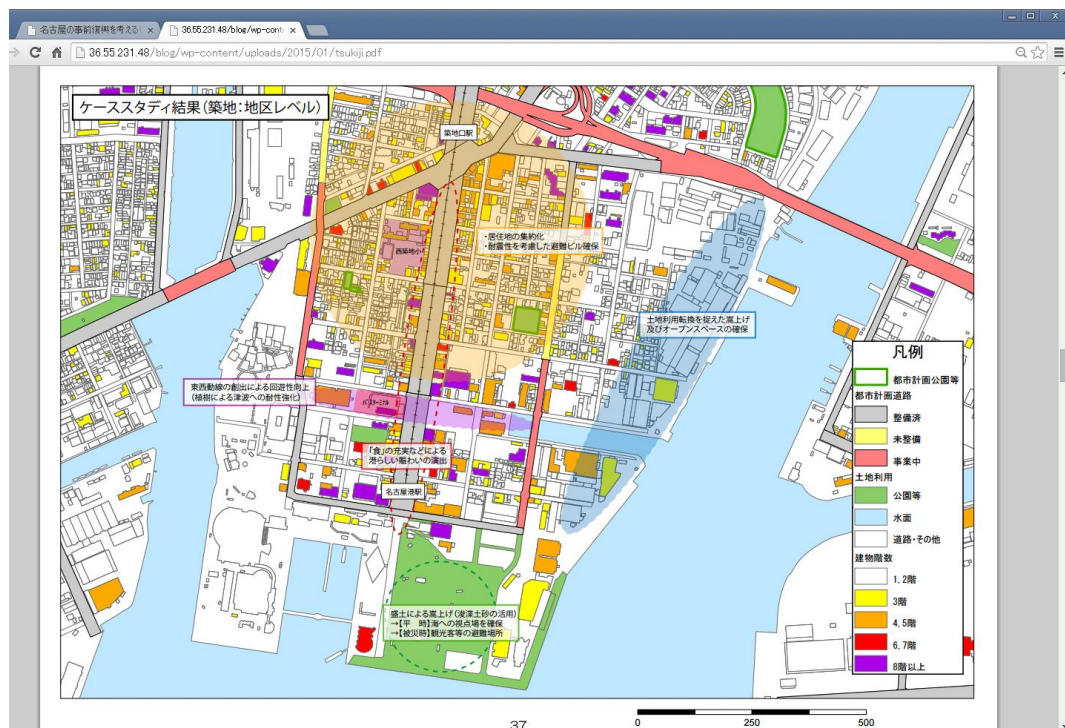 名古屋の事前復興を考える
36.55.231.48/blog/wp-cont
36.55.231.48/blog/wp-content/uploads/2015/01/tsukiji.pdf
ケーススタディ結果(築地:地区レベル)
築地口駅
・居住地の集約化
・耐震性を考慮した避難ビル確保
西築地小
土地利用転換を捉えた嵩上げ
及びオープンスペースの確保
東西動線の創出による回遊性向上
(植樹による津波への耐性強化)
バスターミナル
「食」の充実などによる
港らしい賑わいの演出
名古屋港駅
盛土による嵩上げ(浚渫土砂の活用)
→【平 時】海への視点場を確保
→【被災時】観光客等の避難場所
凡例
都市計画公園等
都市計画道路
整備済
未整備
事業中
土地利用
公園等
水面
道路・その他
建物階数
1.2階
3階
4.5階
6.7階
8階以上
37
0 250 500